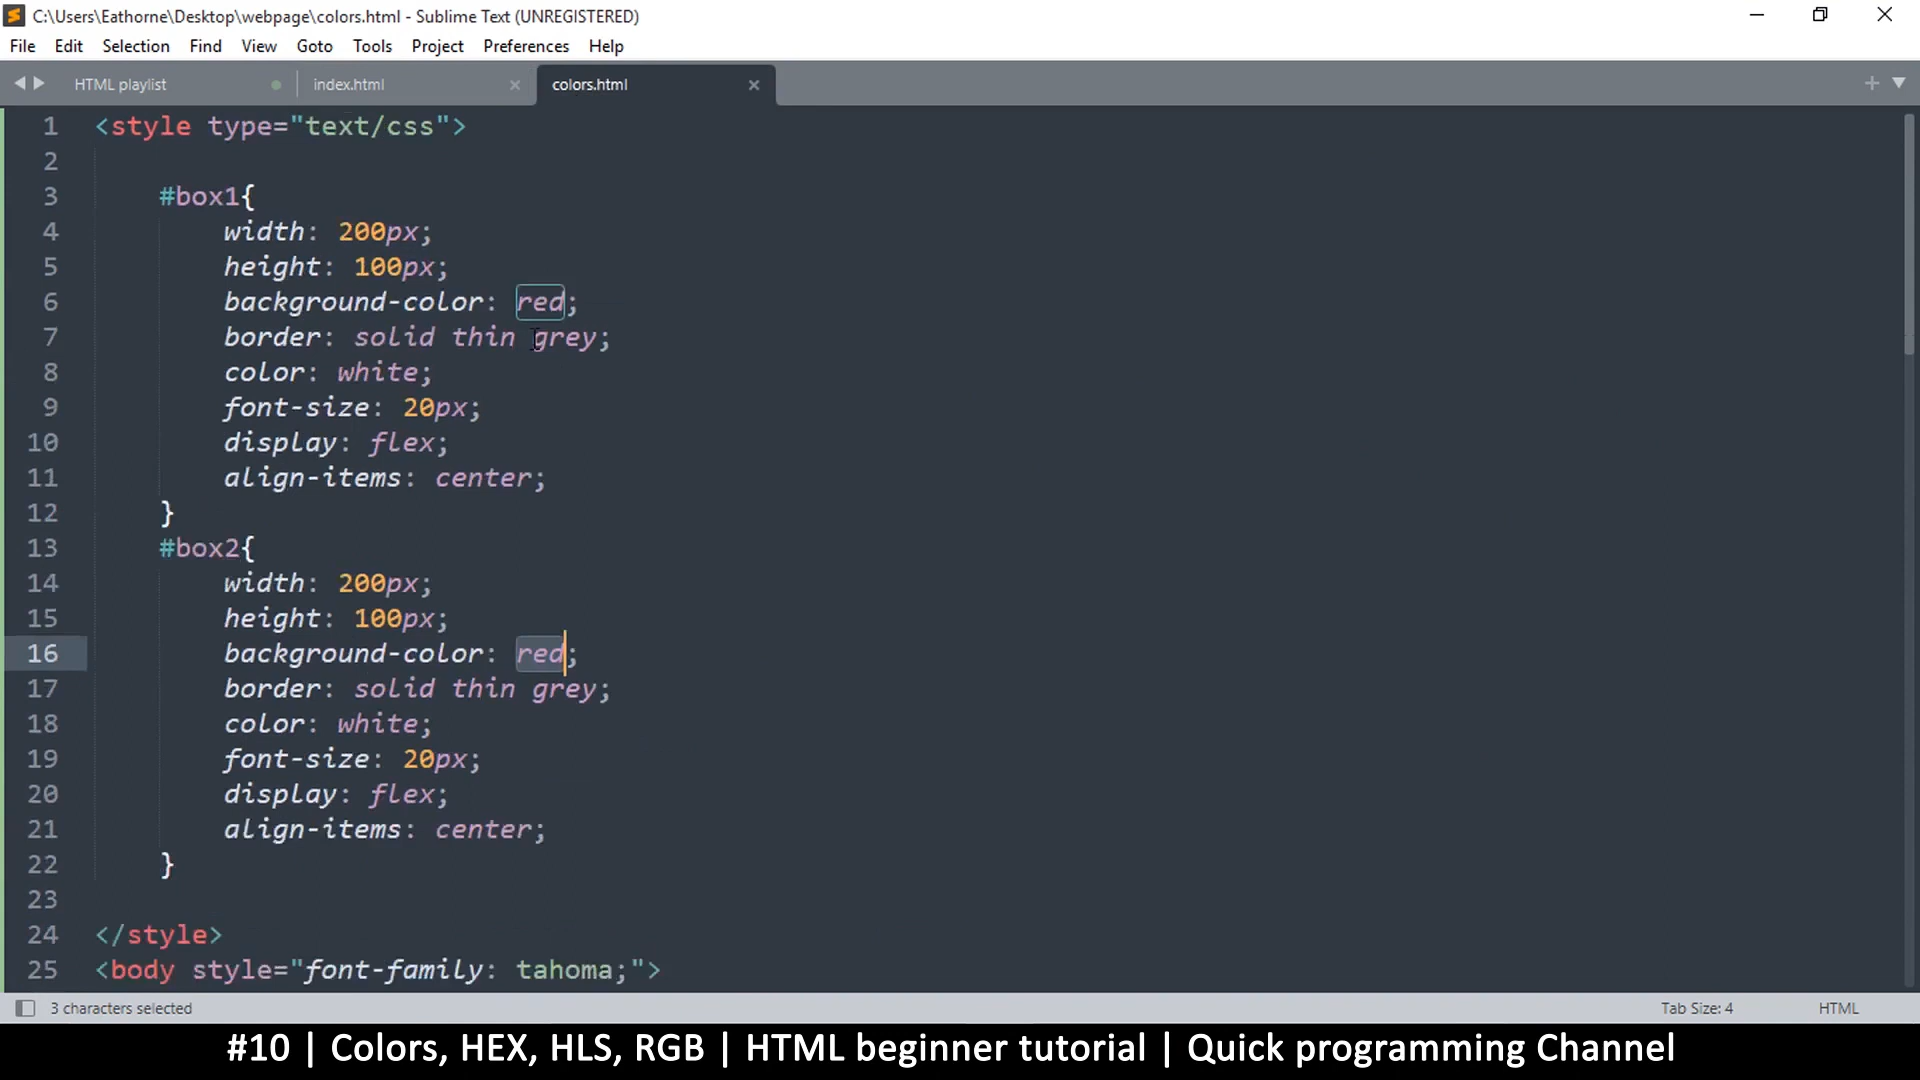 C:\Users\Eathorne\Desktop\webpage\colors.html - Sublime Text (UNREGISTERED)
File Edit Selection Find View Goto Tools Project Preferences Help
HTML playlist index.html colors.html
1 <style type="text/css">
2
3 #box1{
4 width: 200px;
5 height: 100px;
6 background-color: red;
7 border: solid thin grey;
8 color: white;
9 font-size: 20px;
10 display: flex;
11 align-items: center;
12 }
13 #box2{
14 width: 200px;
15 height: 100px;
16 background-color: red;
17 border: solid thin grey;
18 color: white;
19 font-size: 20px;
20 display: flex;
21 align-items: center;
22 }
23
24 </style>
25 <body style="font-family: tahoma;">
3 characters selected Tab Size: 4 HTML
#10 | Colors, HEX, HLS, RGB | HTML beginner tutorial | Quick programming Channel